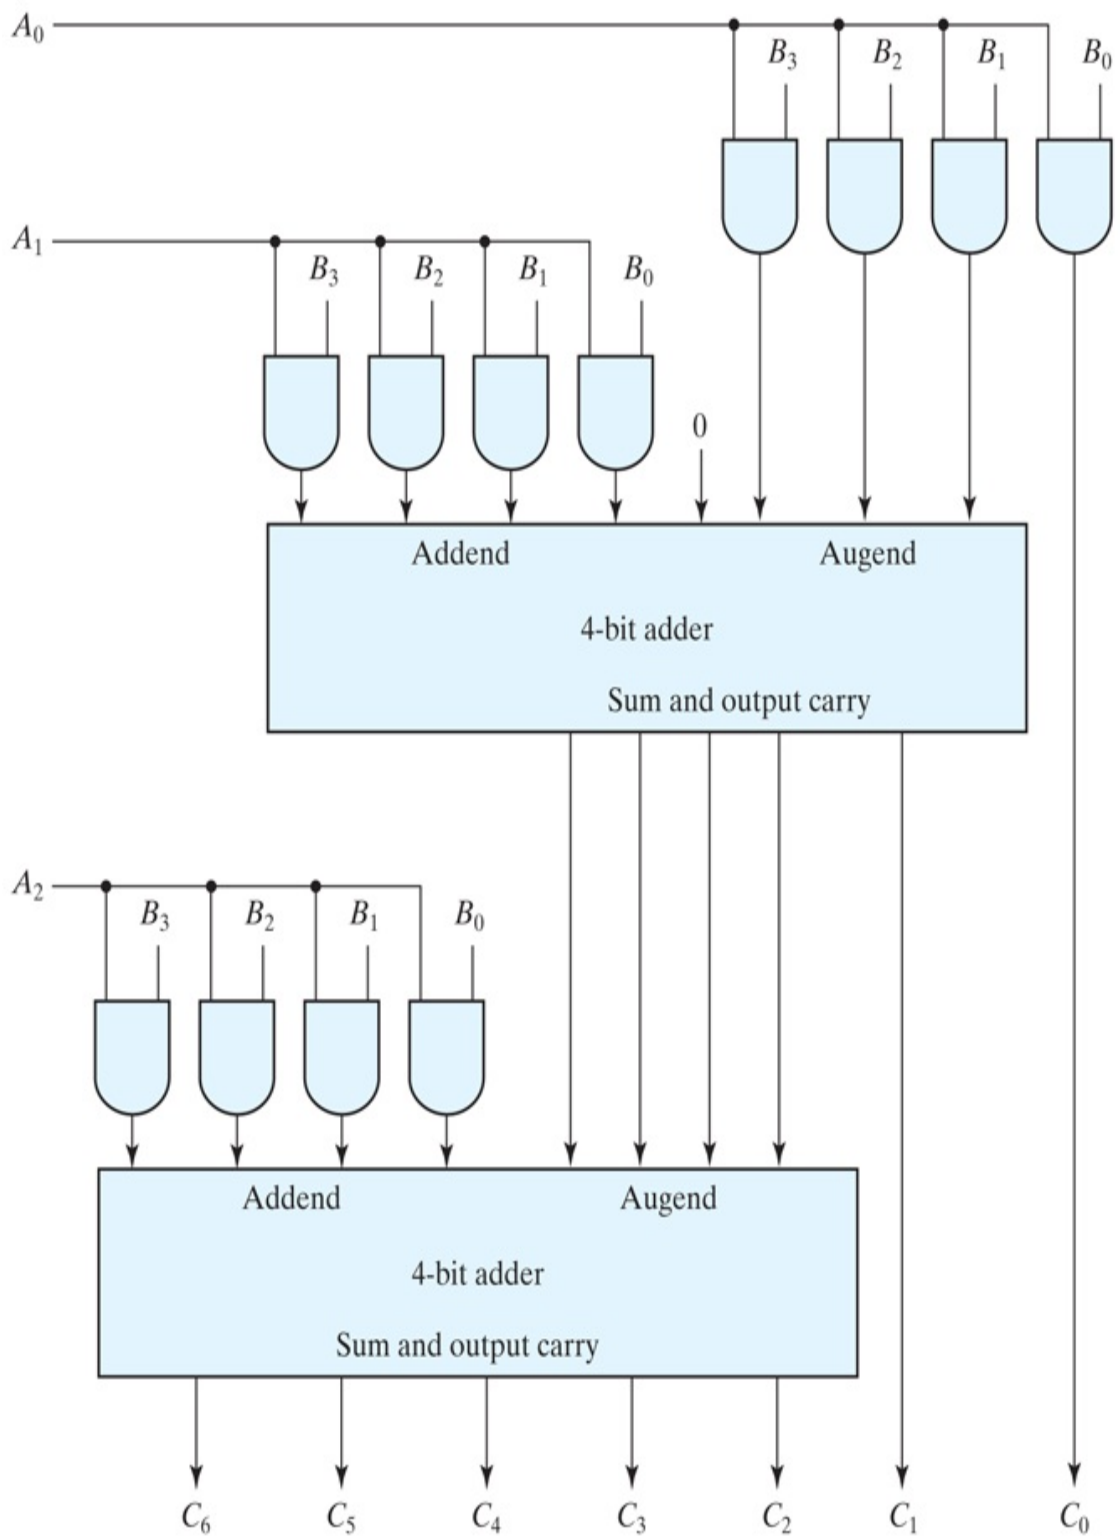 A₀
B₃ B₂ B₁ B₀
A₁
B₃ B₂ B₁ B₀
0
Addend Augend
4-bit adder
Sum and output carry
A₂
B₃ B₂ B₁ B₀
Addend Augend
4-bit adder
Sum and output carry
C₆ C₅ C₄ C₃ C₂ C₁ C₀